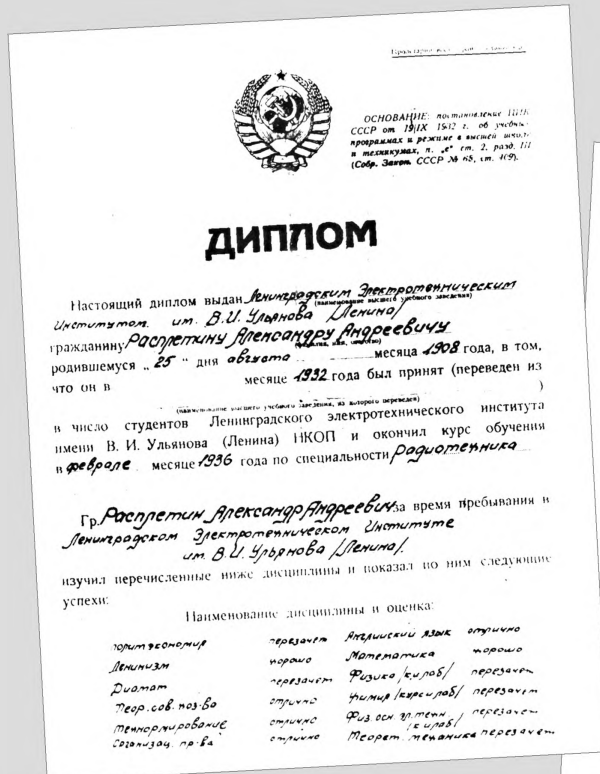 ОСНОВАНИЕ: постановление ЦИК
СССР от 19/IX 1932 г. об учебных
программах и режиме в высшей школе
и техникумах, п. „е“ ст. 2, разд. III
(Собр. Закон. СССР № 68, ст. 409).
ДИПЛОМ
Настоящий диплом выдан Ленинградским Электротехническим
(наименование высшего учебного заведения)
Институтом им. В.И. Ульянова /Ленина/
гражданину Расплетину Александру Андреевичу
(фамилия, имя, отчество)
родившемуся „25“ дня августа месяца 1908 года, в том,
что он в месяце 1932 года был принят (переведен из
)
(наименование высшего учебного заведения, из которого переведен)
в число студентов Ленинградского электротехнического института
имени В. И. Ульянова (Ленина) НКОП и окончил курс обучения
в феврале месяце 1936 года по специальности Радиотехника
Гр. Расплетин Александр Андреевич за время пребывания в
Ленинградском Электротехническом Институте
им. В.И. Ульянова /Ленина/.
изучил перечисленные ниже дисциплины и показал по ним следующие
успехи:
Наименование дисциплины и оценка:
политэкономия перезачет Английский язык отлично
Ленинизм хорошо Математика хорошо
Диамат перезачет Физика /к.и лаб/ перезачет
Теор. сов. хоз-ва отлично Химия /курс и лаб/ перезачет
Технормирование отлично Физ. осн. эл. техн перезачет
/к и лаб/
Организац. пр-ва отлично Теорет. механика перезачет